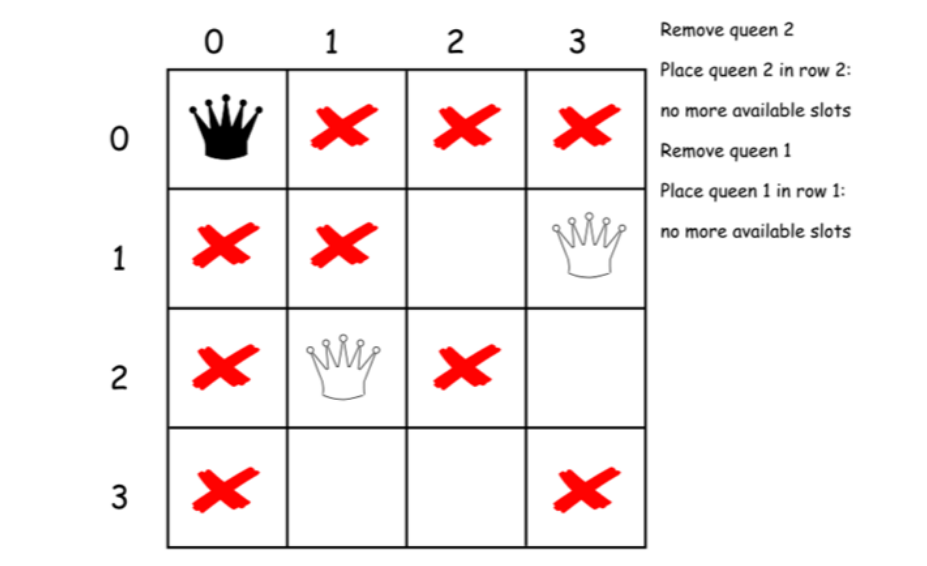 0 1 2 3
0
1
2
3
Remove queen 2
Place queen 2 in row 2:
no more available slots
Remove queen 1
Place queen 1 in row 1:
no more available slots